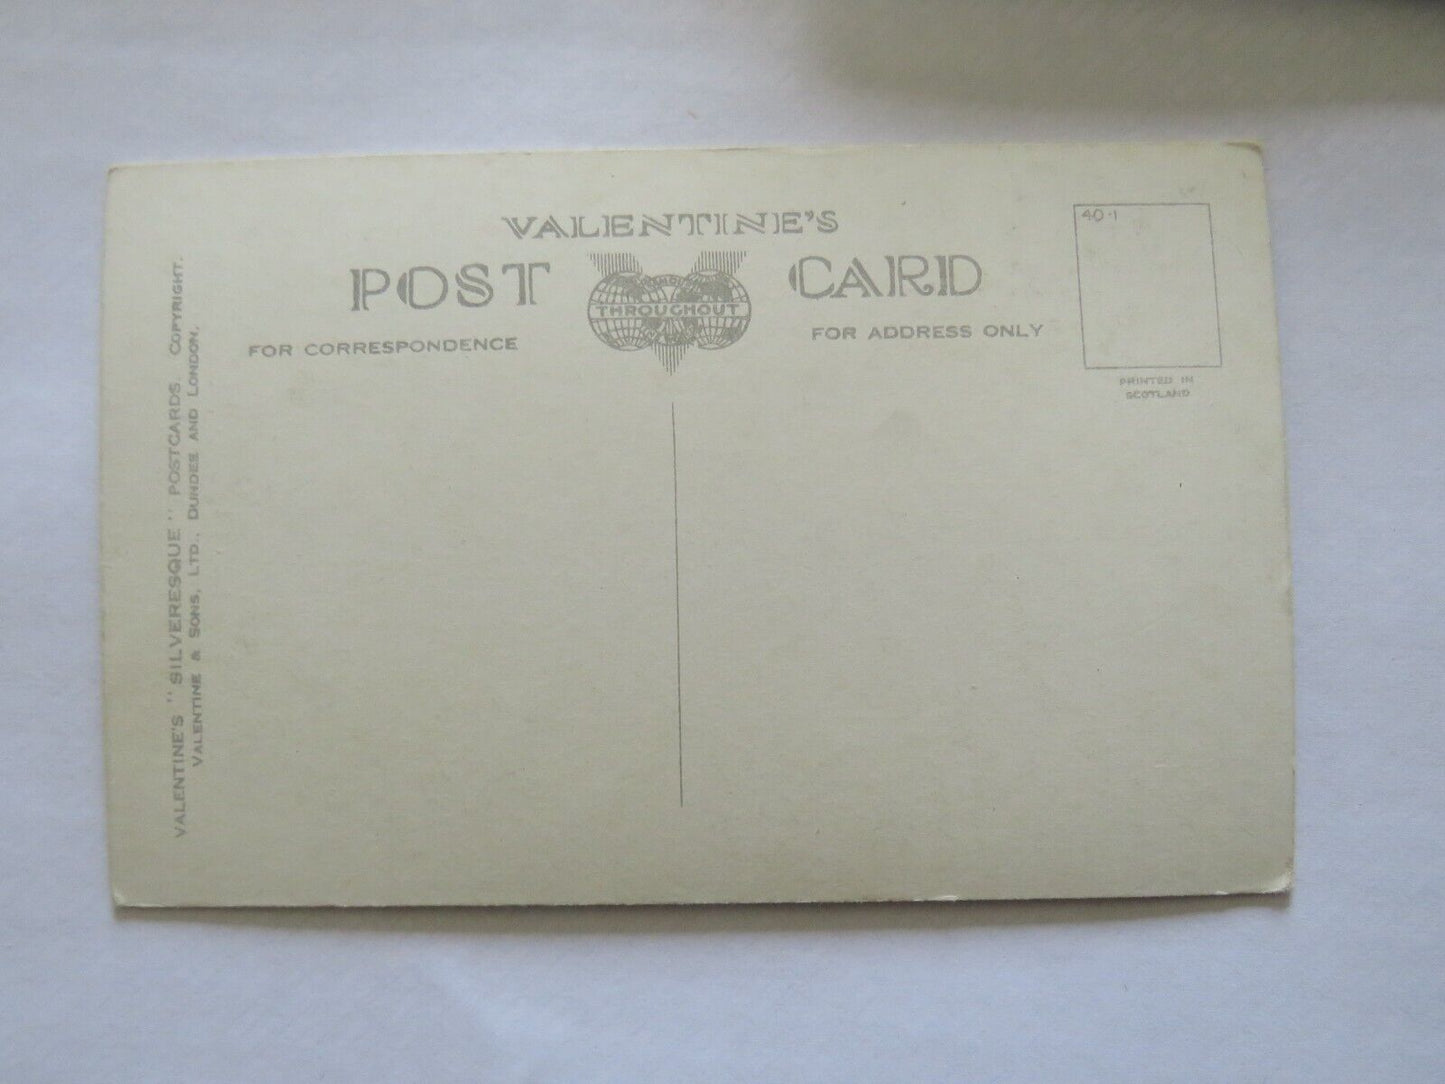 VALENTINE'S
POST CARD
THROUGHOUT
FOR CORRESPONDENCE
FOR ADDRESS ONLY
40·1
PRINTED IN
SCOTLAND
VALENTINE'S "SILVERESQUE" POSTCARDS. COPYRIGHT.
VALENTINE & SONS, LTD., DUNDEE AND LONDON.